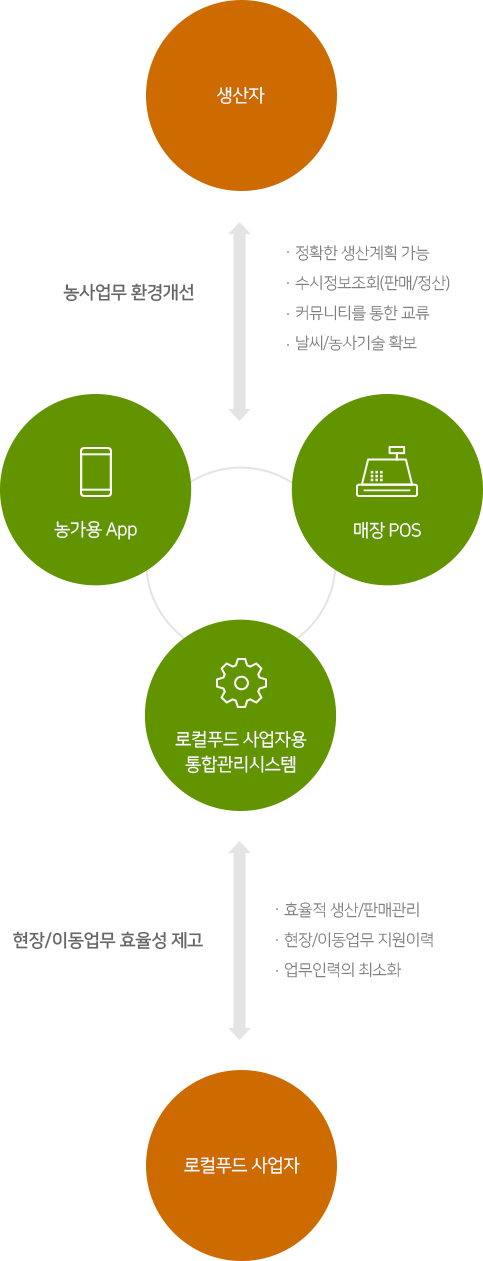 생산자
농사업무 환경개선
· 정확한 생산계획 가능
· 수시정보조회(판매/정산)
· 커뮤니티를 통한 교류
· 날씨/농사기술 확보
농가용 App
매장 POS
로컬푸드 사업자용
통합관리시스템
현장/이동업무 효율성 제고
· 효율적 생산/판매관리
· 현장/이동업무 지원이력
· 업무인력의 최소화
로컬푸드 사업자